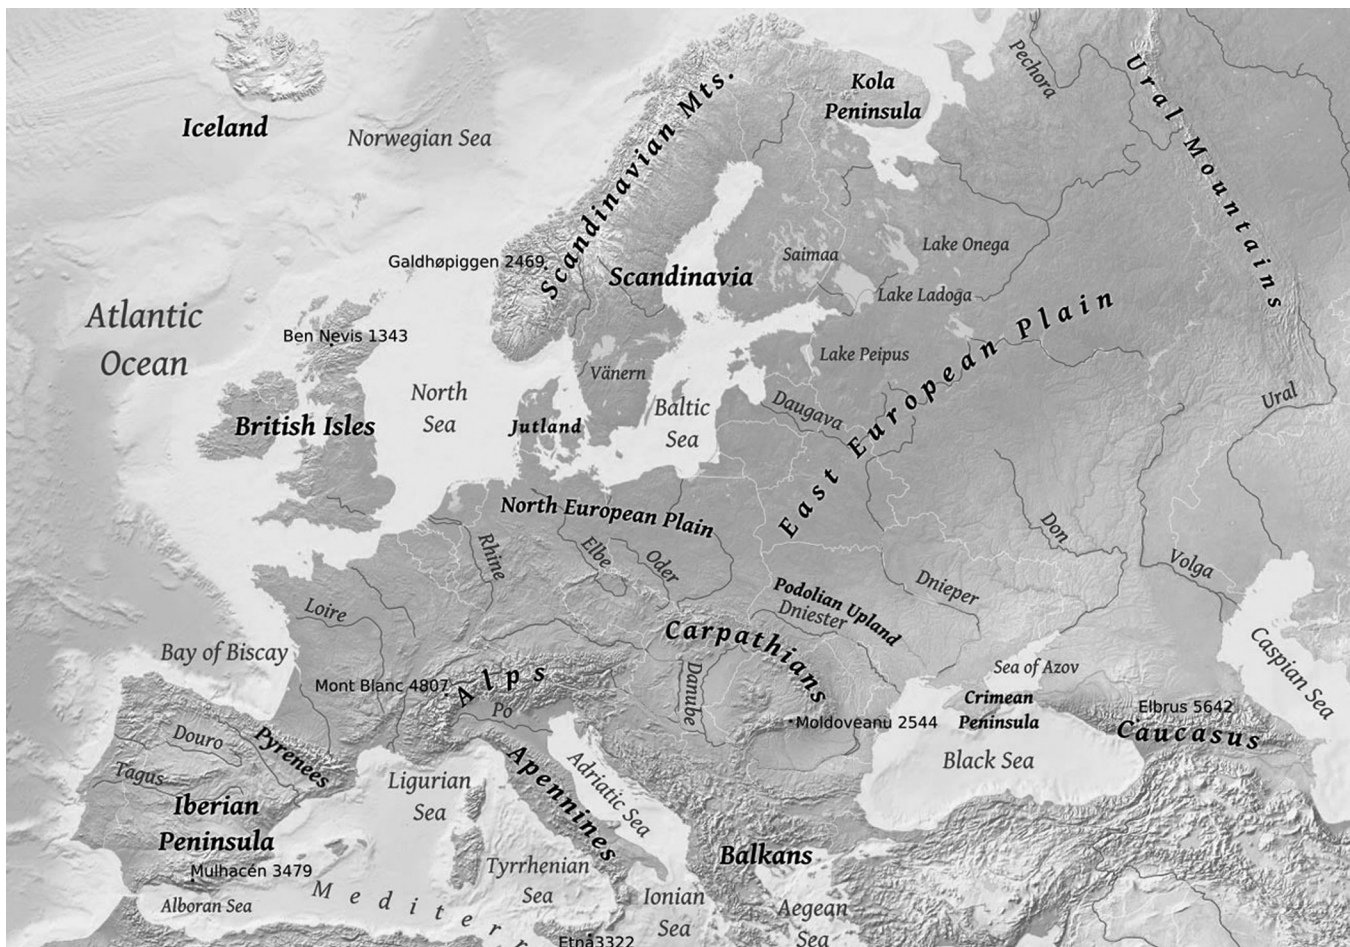 Pechora
Ural Mountains
Kola
Peninsula
Iceland
Norwegian Sea
Scandinavian Mts.
Galdhøpiggen 2469
Scandinavia
Saimaa
Lake Onega
Lake Ladoga
Atlantic
Ocean
Ben Nevis 1343
Lake Peipus
East European Plain
Vänern
North
Sea
Baltic
Sea
Daugava
Ural
British Isles
Jutland
North European Plain
Rhine
Elbe
Oder
Don
Volga
Loire
Podolian Upland
Dniester
Dnieper
Carpathians
Bay of Biscay
Sea of Azov
Caspian Sea
Mont Blanc 4807
Alps
Danube
Crimean
Peninsula
Elbrus 5642
Po
Moldoveanu 2544
Caucasus
Douro
Pyrenees
Black Sea
Tagus
Ligurian
Sea
Apennines
Adriatic Sea
Iberian
Peninsula
Balkans
Mulhacén 3479
Tyrrhenian
Sea
Alboran Sea
Mediterr
Ionian
Sea
Aegean
Sea
Etna3322